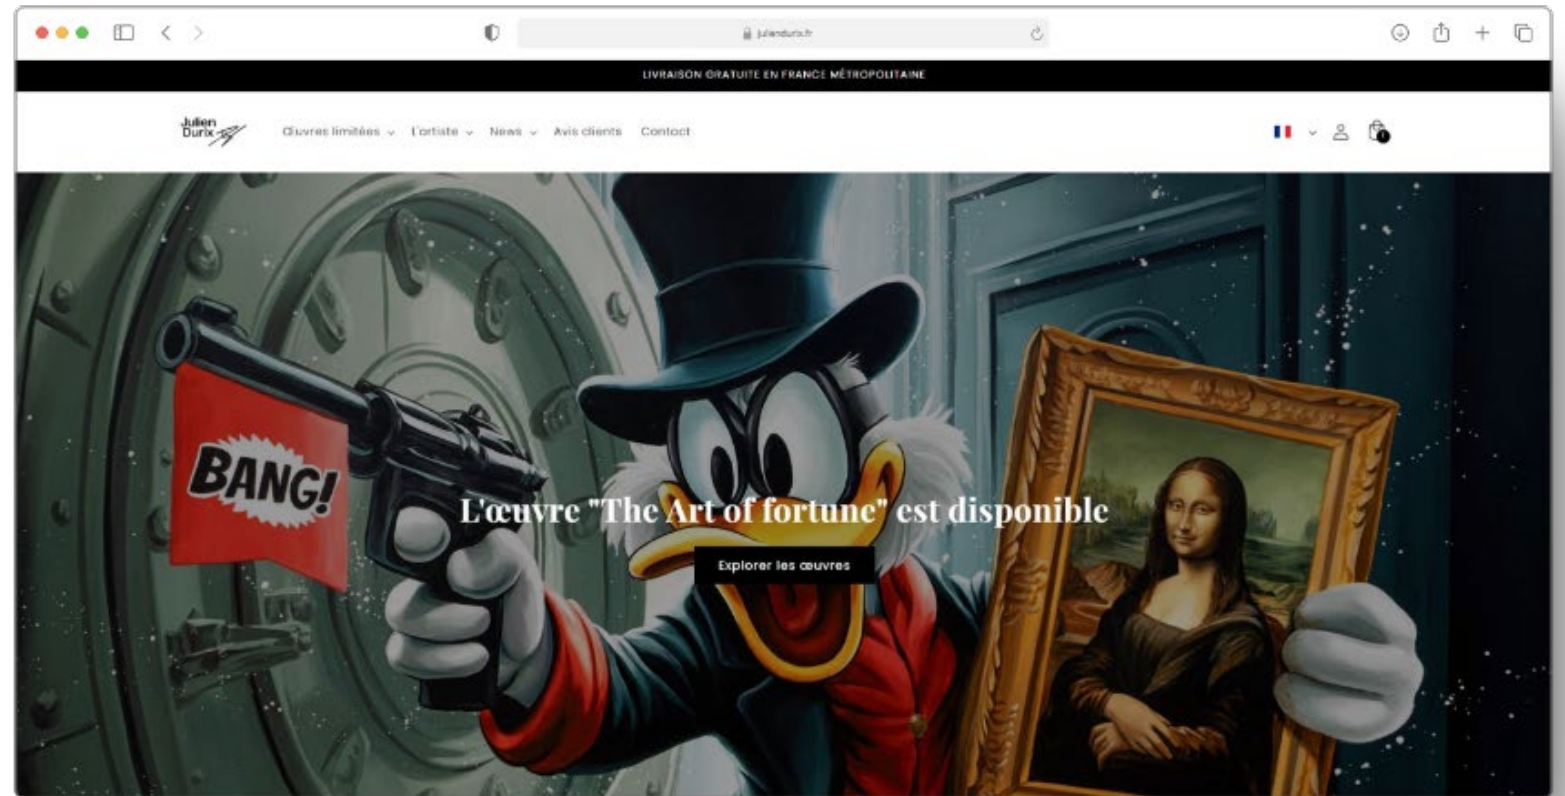 juliendurix.fr
LIVRAISON GRATUITE EN FRANCE MÉTROPOLITAINE
Julien
Durix
Œuvres limitées L'artiste News Avis clients Contact
1
BANG!
L'œuvre "The Art of fortune" est disponible
Explorer les œuvres